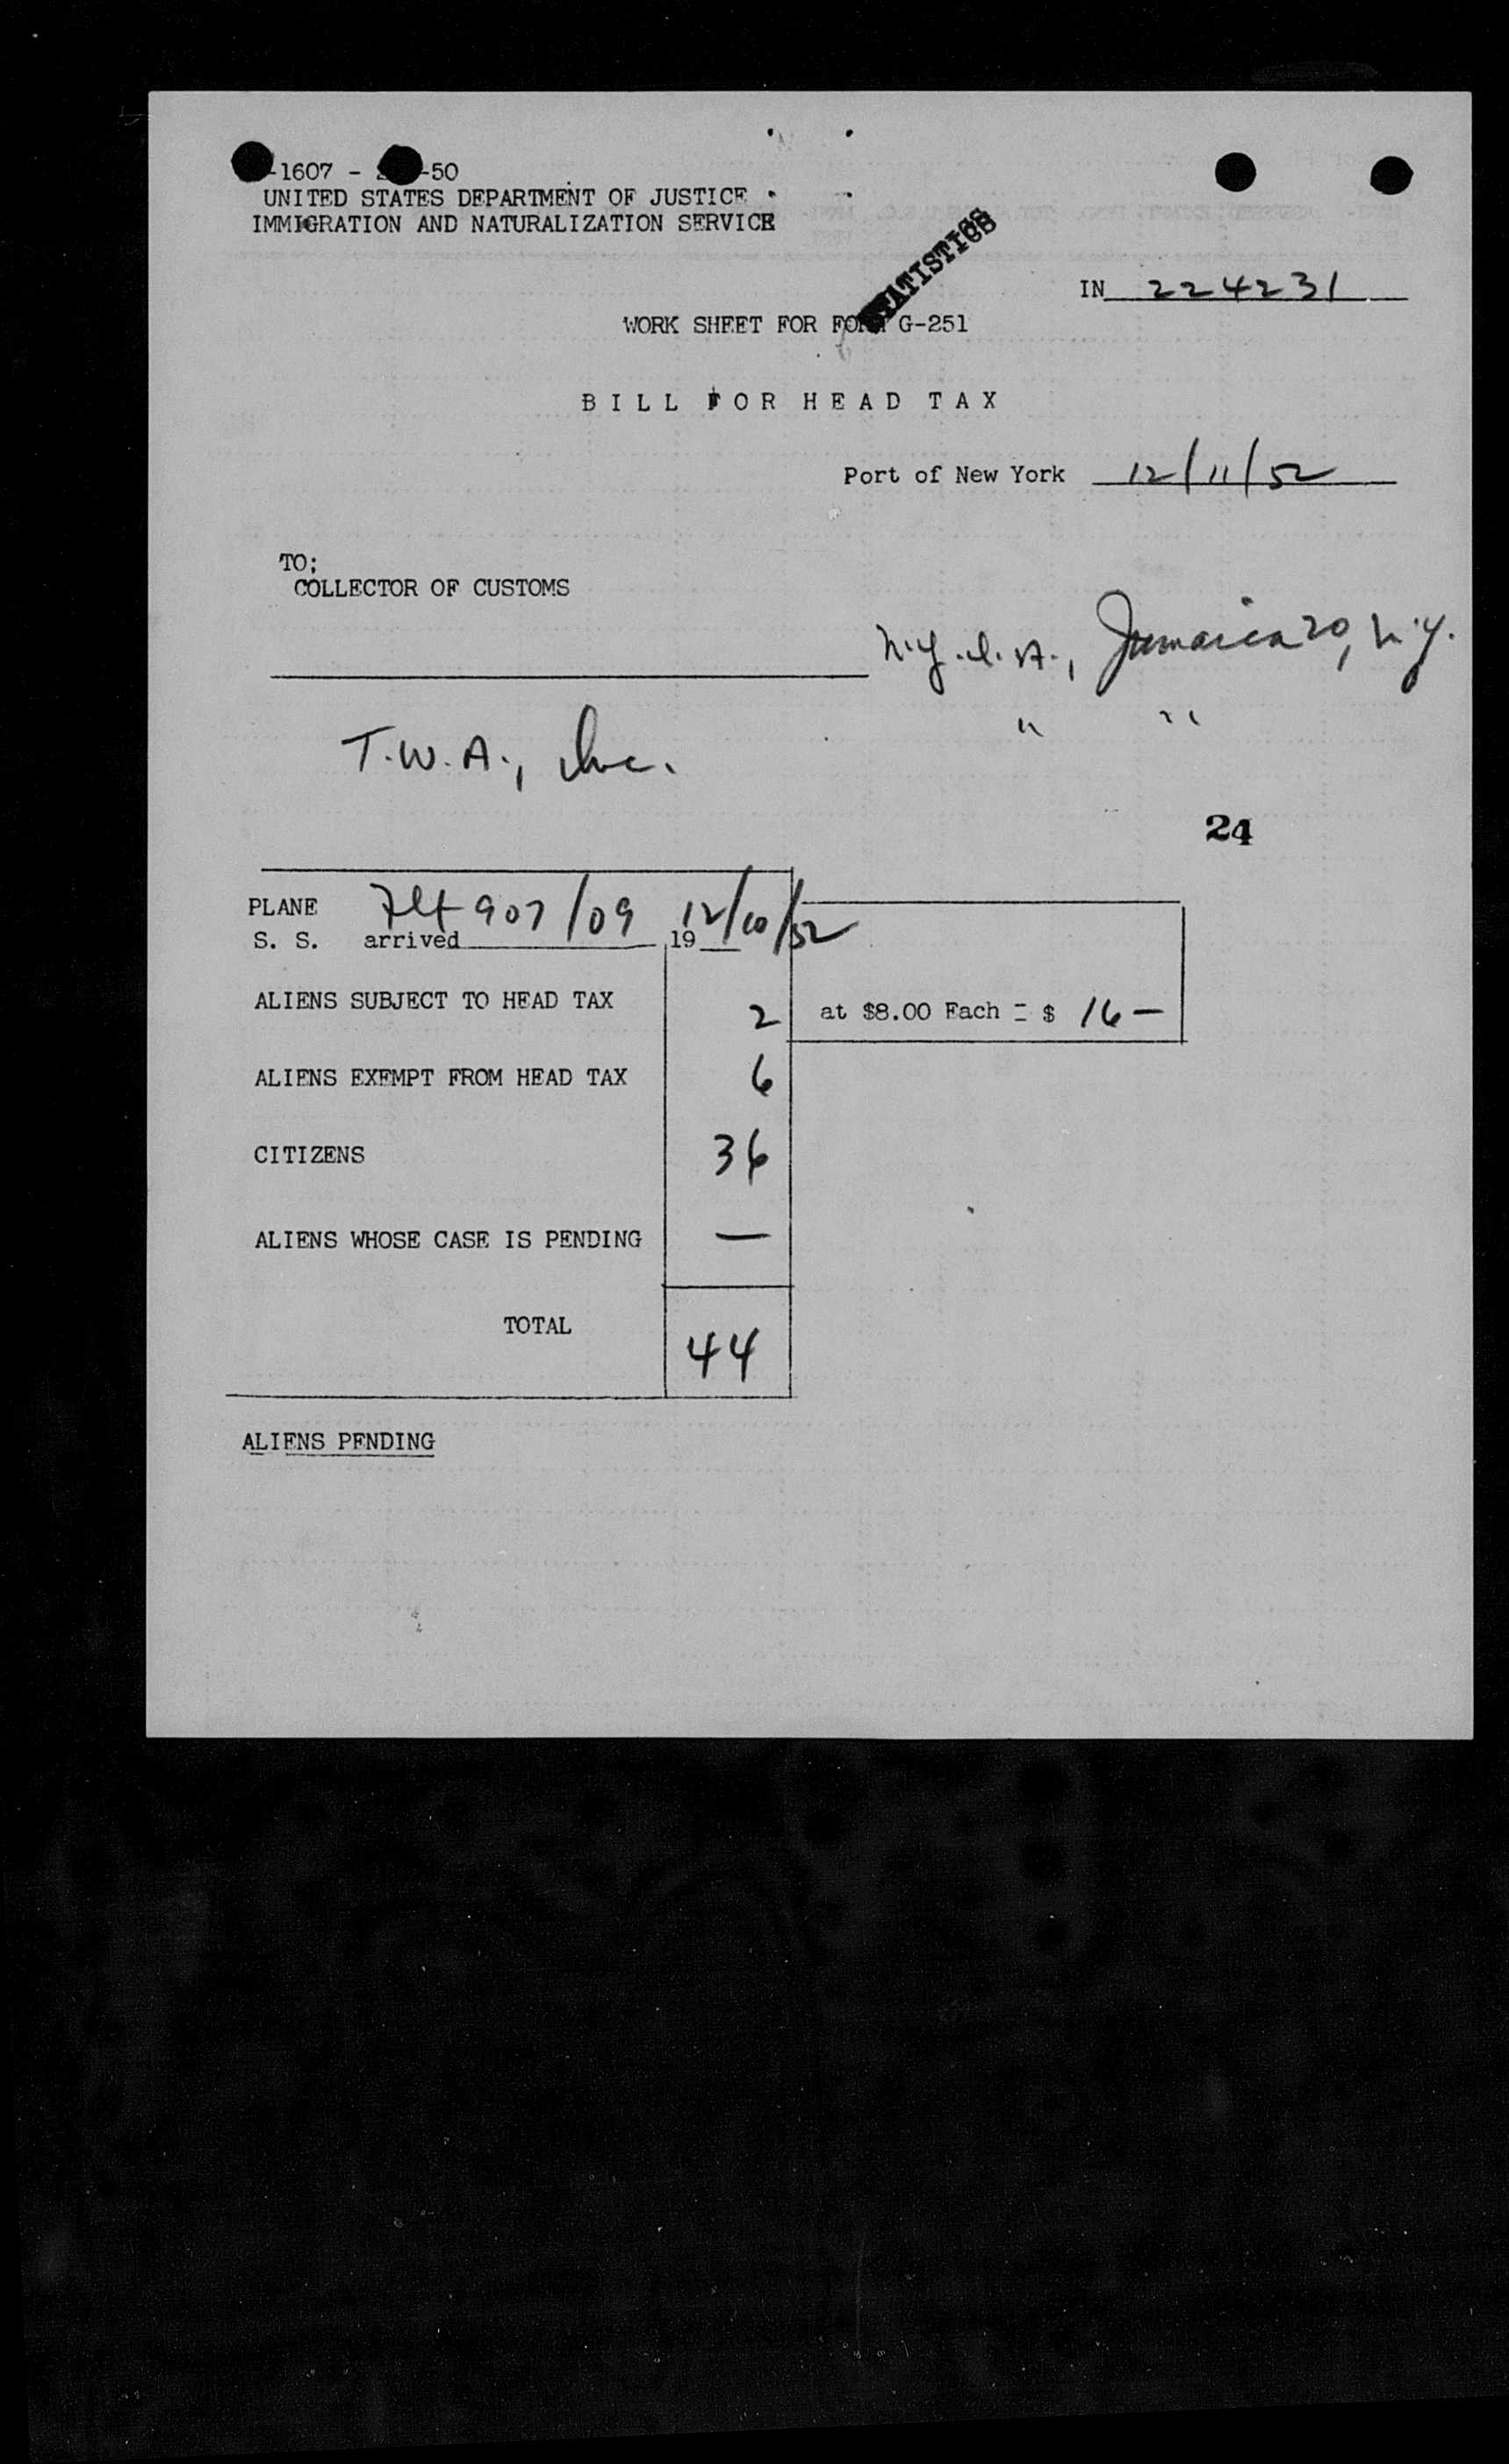 -1607 - -50
UNITED STATES DEPARTMENT OF JUSTICE
IMMIGRATION AND NATURALIZATION SERVICE
STATISTICS
IN 224231
WORK SHEET FOR FORM G-251
BILL FOR HEAD TAX
Port of New York 12/11/52
TO;
COLLECTOR OF CUSTOMS
N.Y.I.A., Jamaica 20, N.Y.
T.W.A., Inc. " "
24
PLANE Flt 907/09 12/10/52
S. S. arrived 19
ALIENS SUBJECT TO HEAD TAX 2 at $8.00 Each = $ 16 —
ALIENS EXEMPT FROM HEAD TAX 6
CITIZENS 36
ALIENS WHOSE CASE IS PENDING —
TOTAL 44
ALIENS PENDING